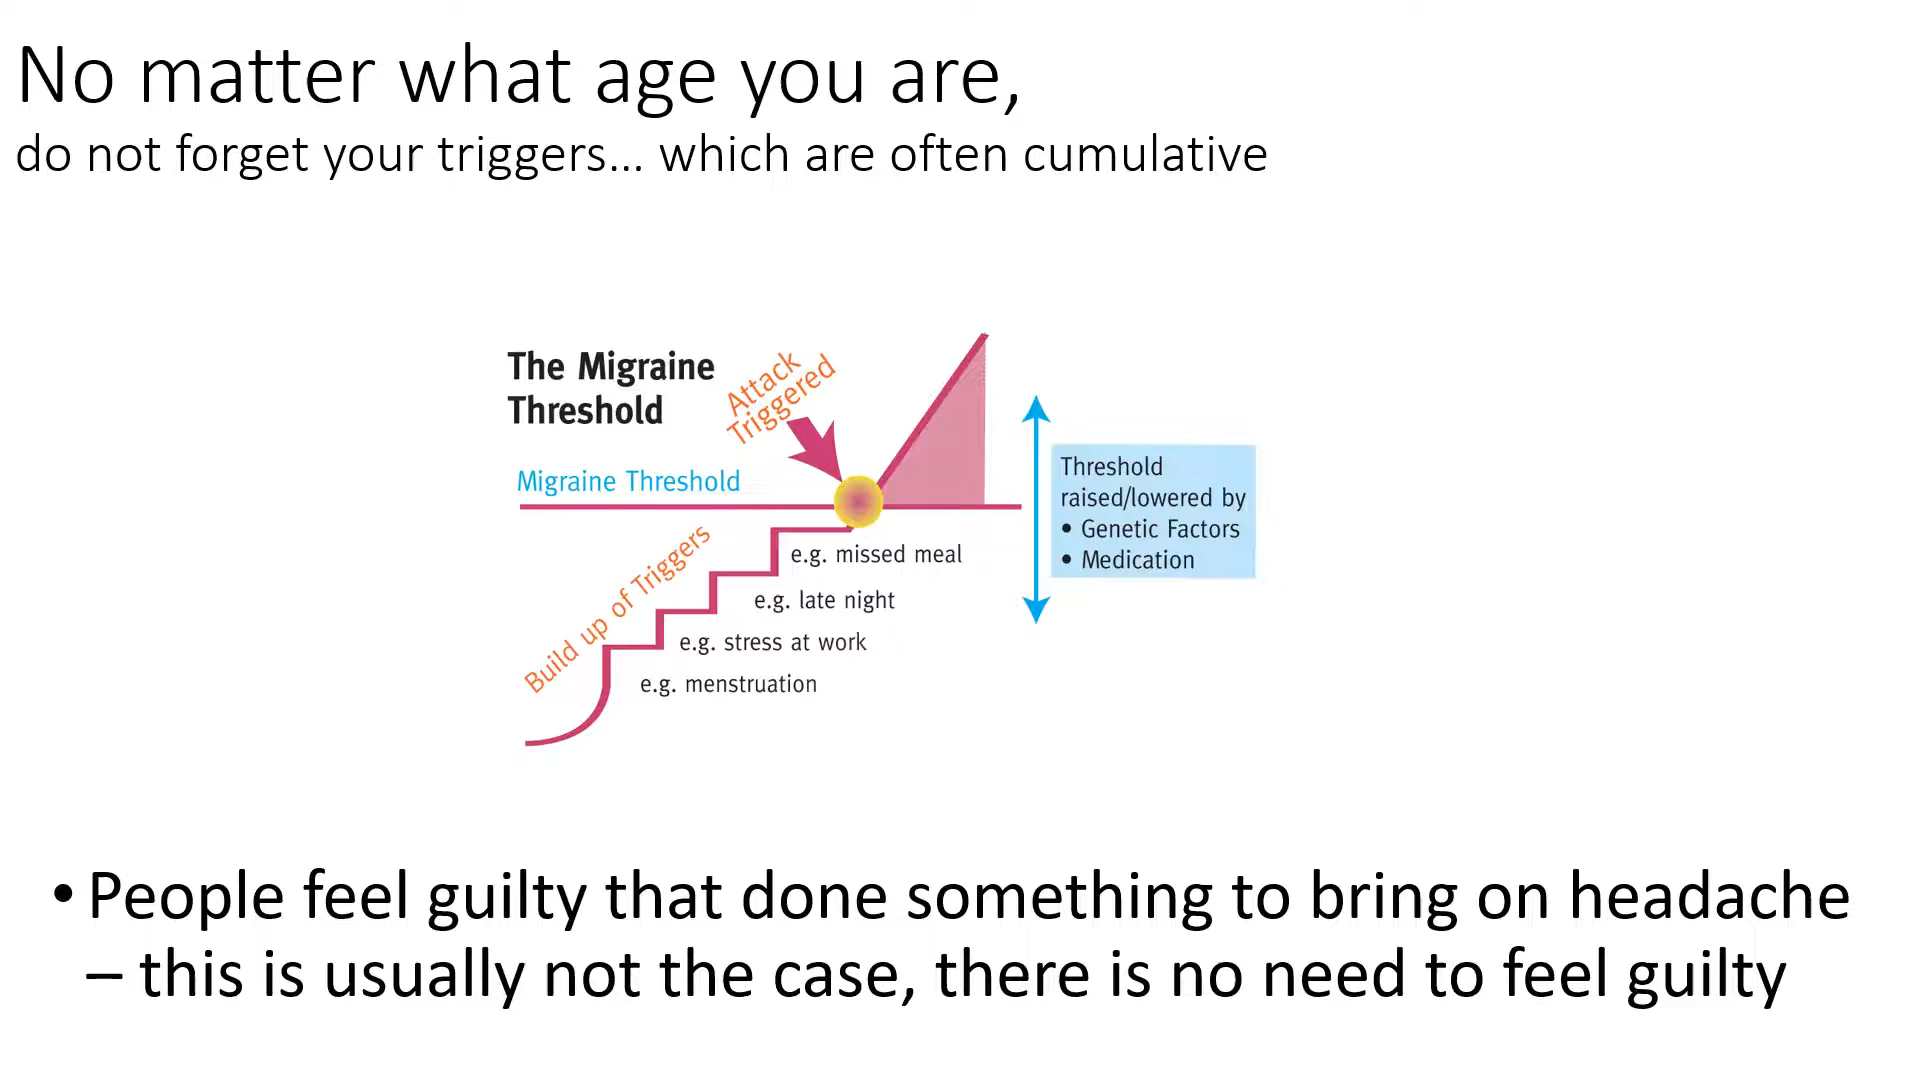 No matter what age you are,
do not forget your triggers... which are often cumulative
The Migraine
Threshold
Attack
Triggered
Migraine Threshold
Build up of Triggers
e.g. missed meal
e.g. late night
e.g. stress at work
e.g. menstruation
Threshold
raised/lowered by
• Genetic Factors
• Medication
• People feel guilty that done something to bring on headache
– this is usually not the case, there is no need to feel guilty